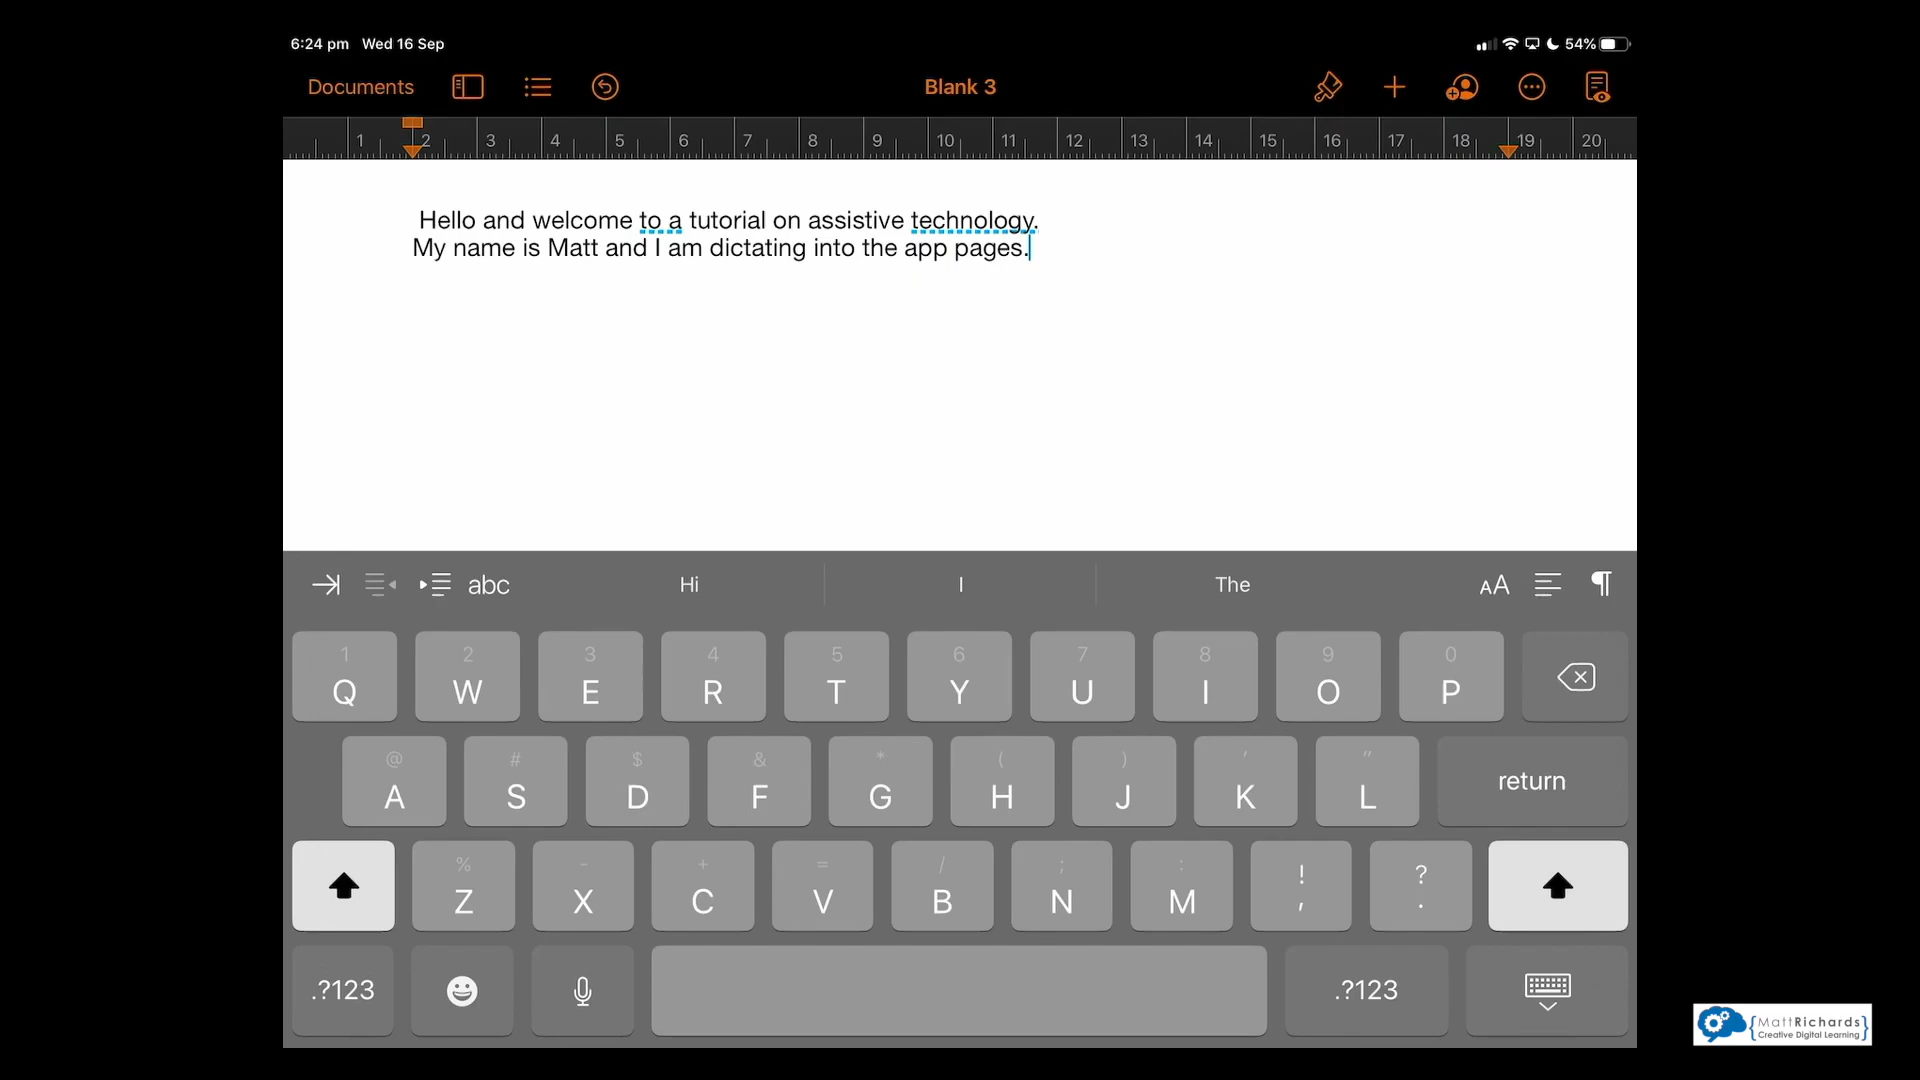 6:24 pm Wed 16 Sep
54%
Documents
Blank 3
1 2 3 4 5 6 7 8 9 10 11 12 13 14 15 16 17 18 19 20
Hello and welcome to a tutorial on assistive technology.
My name is Matt and I am dictating into the app pages.
abc Hi I The AA ¶
1 2 3 4 5 6 7 8 9 0
Q W E R T Y U I O P
@ # $ & * ( ) ' "
A S D F G H J K L return
% - + = / ; : ! ?
Z X C V B N M , .
.?123 .?123
{MattRichards}
Creative Digital Learning